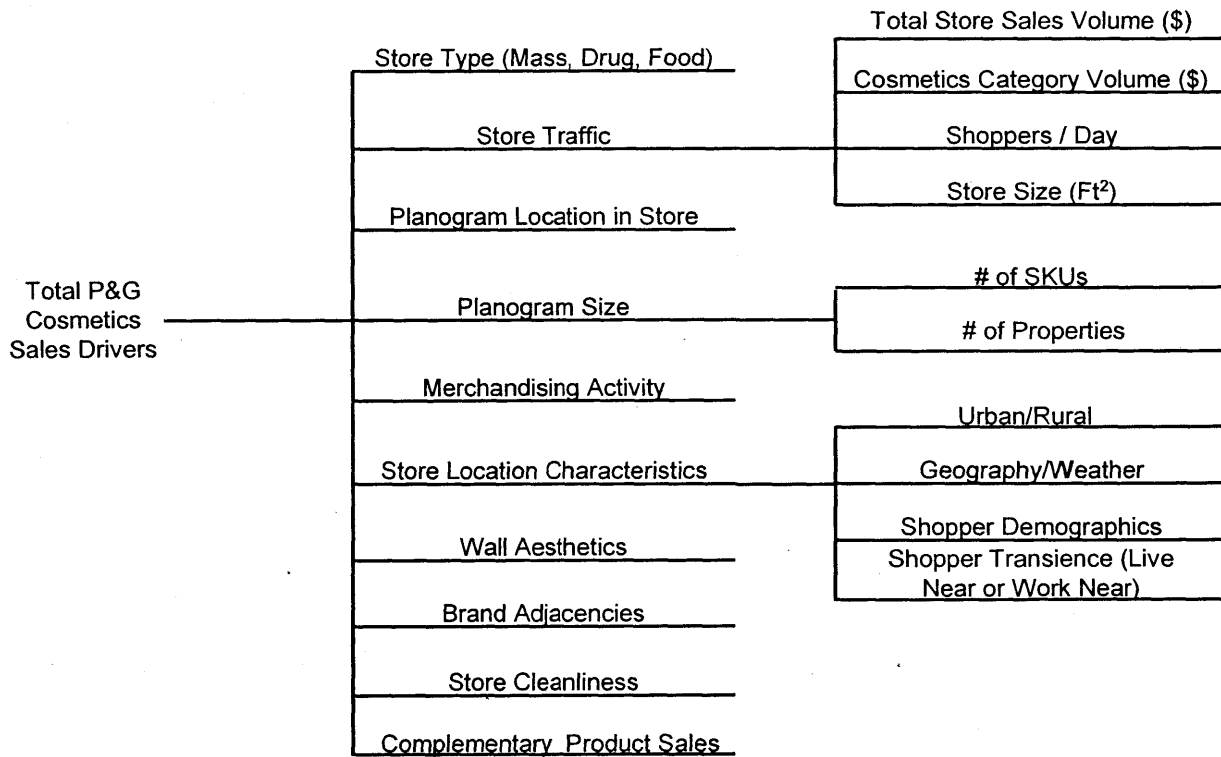 Total P&G
Cosmetics
Sales Drivers
Store Type (Mass, Drug, Food)
Store Traffic
Total Store Sales Volume ($)
Cosmetics Category Volume ($)
Shoppers / Day
Store Size (Ft²)
Planogram Location in Store
Planogram Size
# of SKUs
# of Properties
Merchandising Activity
Store Location Characteristics
Urban/Rural
Geography/Weather
Shopper Demographics
Shopper Transience (Live
Near or Work Near)
Wall Aesthetics
Brand Adjacencies
Store Cleanliness
Complementary Product Sales